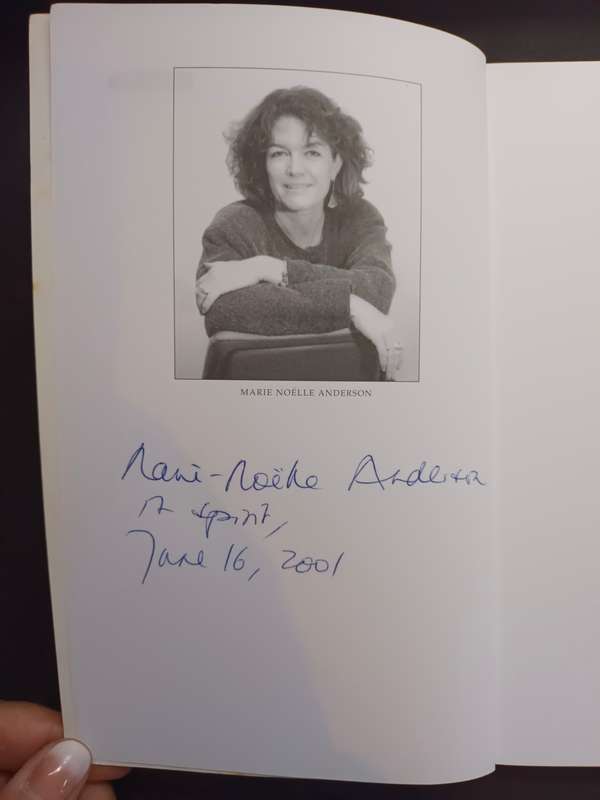 MARIE NOËLLE ANDERSON
Marie-Noëlle Anderson
In spirit,
June 16, 2001